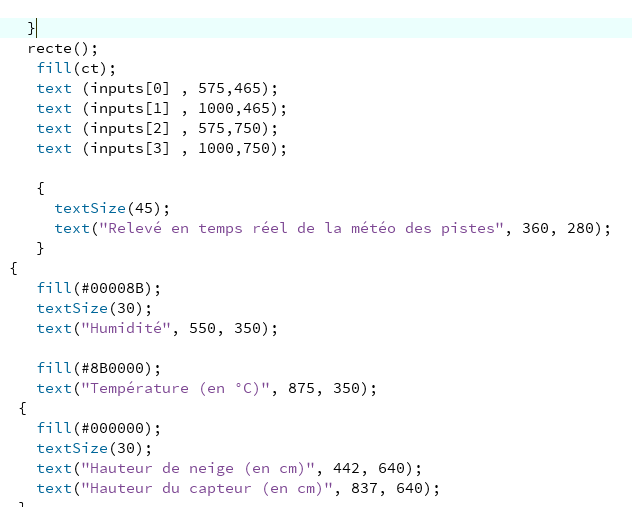 }
recte();
fill(ct);
text (inputs[0] , 575,465);
text (inputs[1] , 1000,465);
text (inputs[2] , 575,750);
text (inputs[3] , 1000,750);
{
textSize(45);
text("Relevé en temps réel de la météo des pistes", 360, 280);
}
{
fill(#00008B);
textSize(30);
text("Humidité", 550, 350);
fill(#8B0000);
text("Température (en °C)", 875, 350);
{
fill(#000000);
textSize(30);
text("Hauteur de neige (en cm)", 442, 640);
text("Hauteur du capteur (en cm)", 837, 640);
}